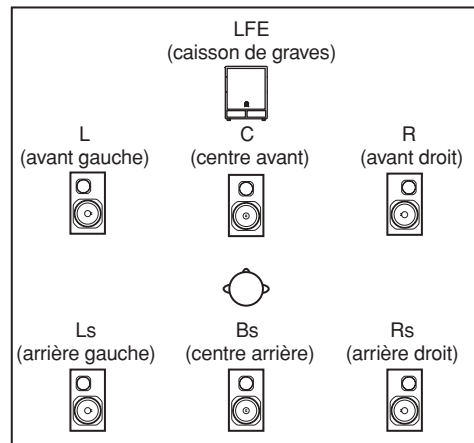 LFE
(caisson de graves)
L
(avant gauche)
C
(centre avant)
R
(avant droit)
Ls
(arrière gauche)
Bs
(centre arrière)
Rs
(arrière droit)